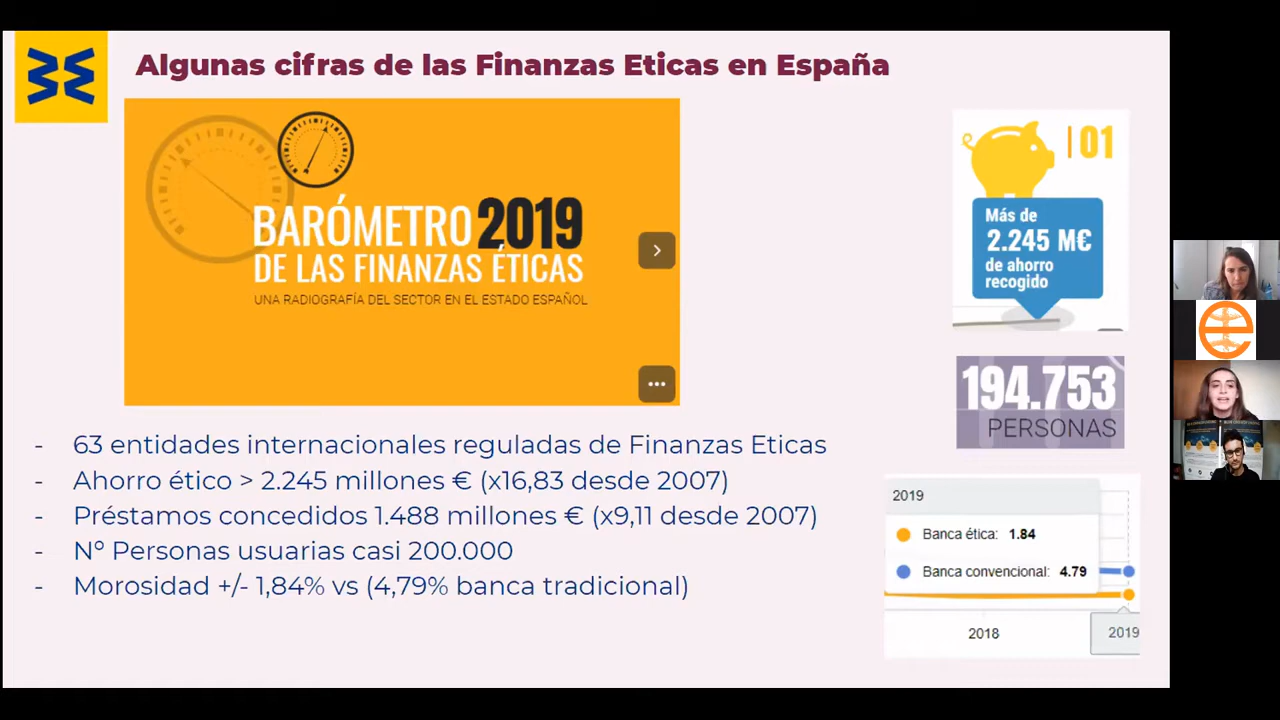 Algunas cifras de las Finanzas Eticas en España
BARÓMETRO 2019
DE LAS FINANZAS ÉTICAS
UNA RADIOGRAFÍA DEL SECTOR EN EL ESTADO ESPAÑOL
|01
Más de
2.245 M€
de ahorro
recogido
194.753
PERSONAS
- 63 entidades internacionales reguladas de Finanzas Eticas
- Ahorro ético > 2.245 millones € (x16,83 desde 2007)
- Préstamos concedidos 1.488 millones € (x9,11 desde 2007)
- Nº Personas usuarias casi 200.000
- Morosidad +/- 1,84% vs (4,79% banca tradicional)
2019
Banca ética: 1.84
Banca convencional: 4.79
2018
2019